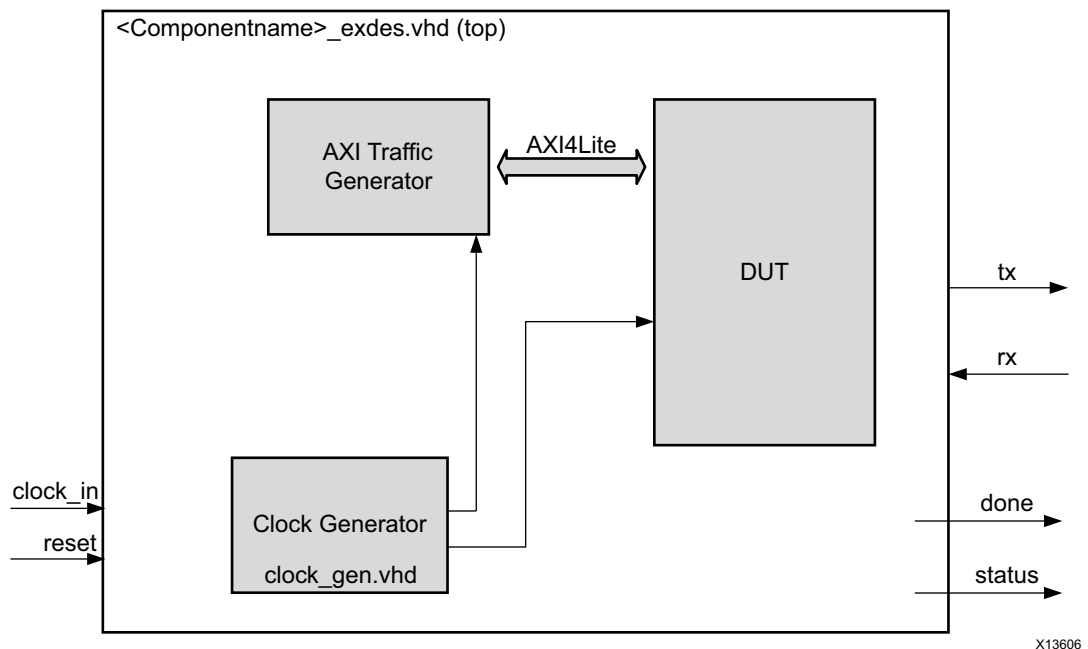 <Componentname>_exdes.vhd (top)
AXI Traffic
Generator
AXI4Lite
DUT
tx
rx
clock_in
reset
Clock Generator
clock_gen.vhd
done
status
X13606